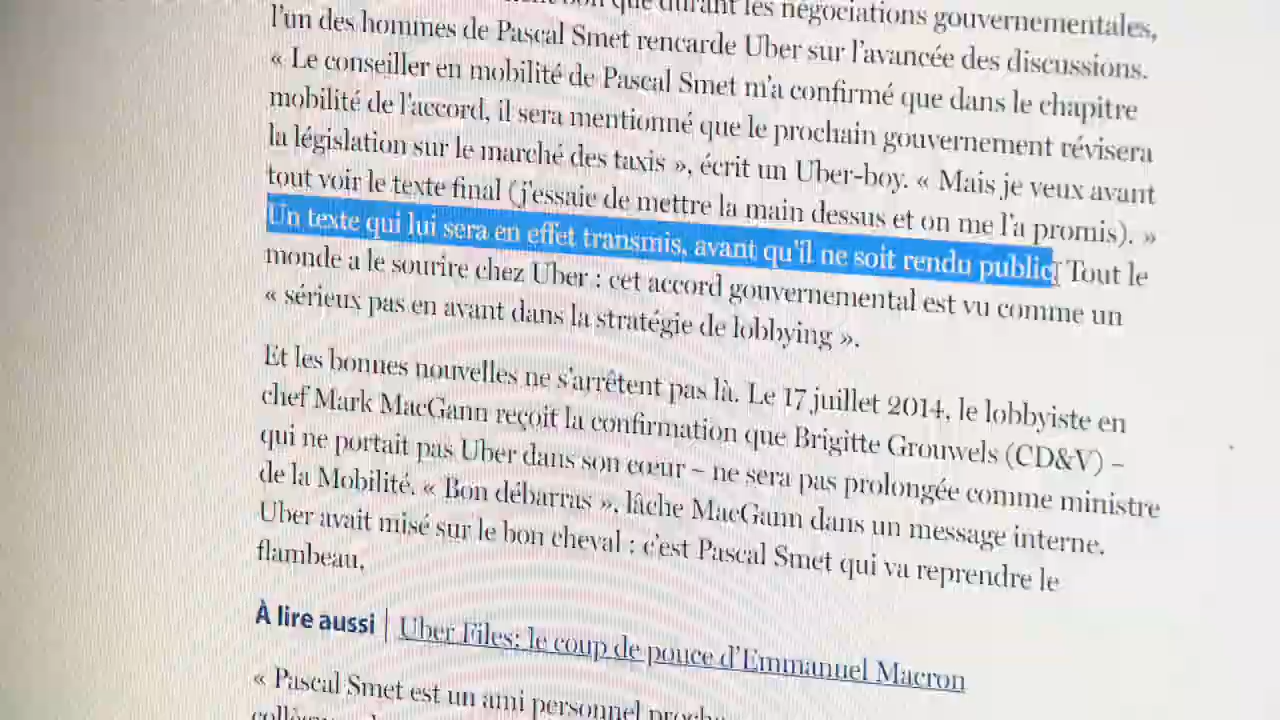 que durant les négociations gouvernementales,
l'un des hommes de Pascal Smet rencarde Uber sur l'avancée des discussions.
« Le conseiller en mobilité de Pascal Smet m'a confirmé que dans le chapitre
mobilité de l'accord, il sera mentionné que le prochain gouvernement révisera
la législation sur le marché des taxis », écrit un Uber-boy. « Mais je veux avant
tout voir le texte final (j'essaie de mettre la main dessus et on me l'a promis). »
Un texte qui lui sera en effet transmis, avant qu'il ne soit rendu public. Tout le
monde a le sourire chez Uber : cet accord gouvernemental est vu comme un
« sérieux pas en avant dans la stratégie de lobbying ».
Et les bonnes nouvelles ne s'arrêtent pas là. Le 17 juillet 2014, le lobbyiste en
chef Mark MacGann reçoit la confirmation que Brigitte Grouwels (CD&V) –
qui ne portait pas Uber dans son cœur – ne sera pas prolongée comme ministre
de la Mobilité. « Bon débarras », lâche MacGann dans un message interne.
Uber avait misé sur le bon cheval : c'est Pascal Smet qui va reprendre le
flambeau.
À lire aussi | Uber Files: le coup de pouce d'Emmanuel Macron
« Pascal Smet est un ami personnel